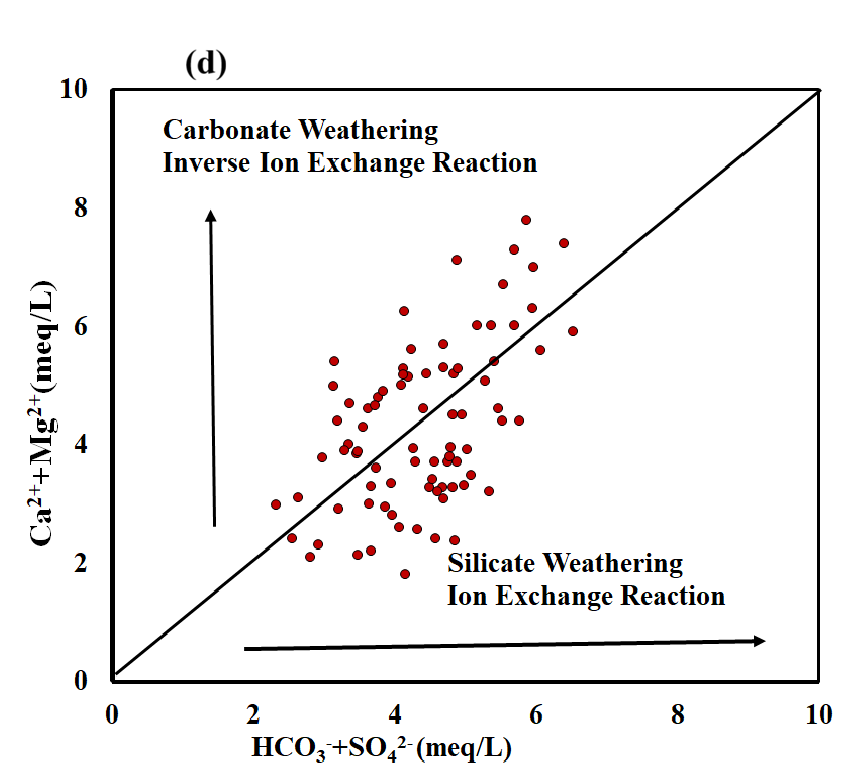 (d)
10
Carbonate Weathering
Inverse Ion Exchange Reaction
8
6
4
2
0
Ca²⁺+Mg²⁺(meq/L)
Silicate Weathering
Ion Exchange Reaction
0 2 4 6 8 10
HCO₃⁻+SO₄²⁻(meq/L)